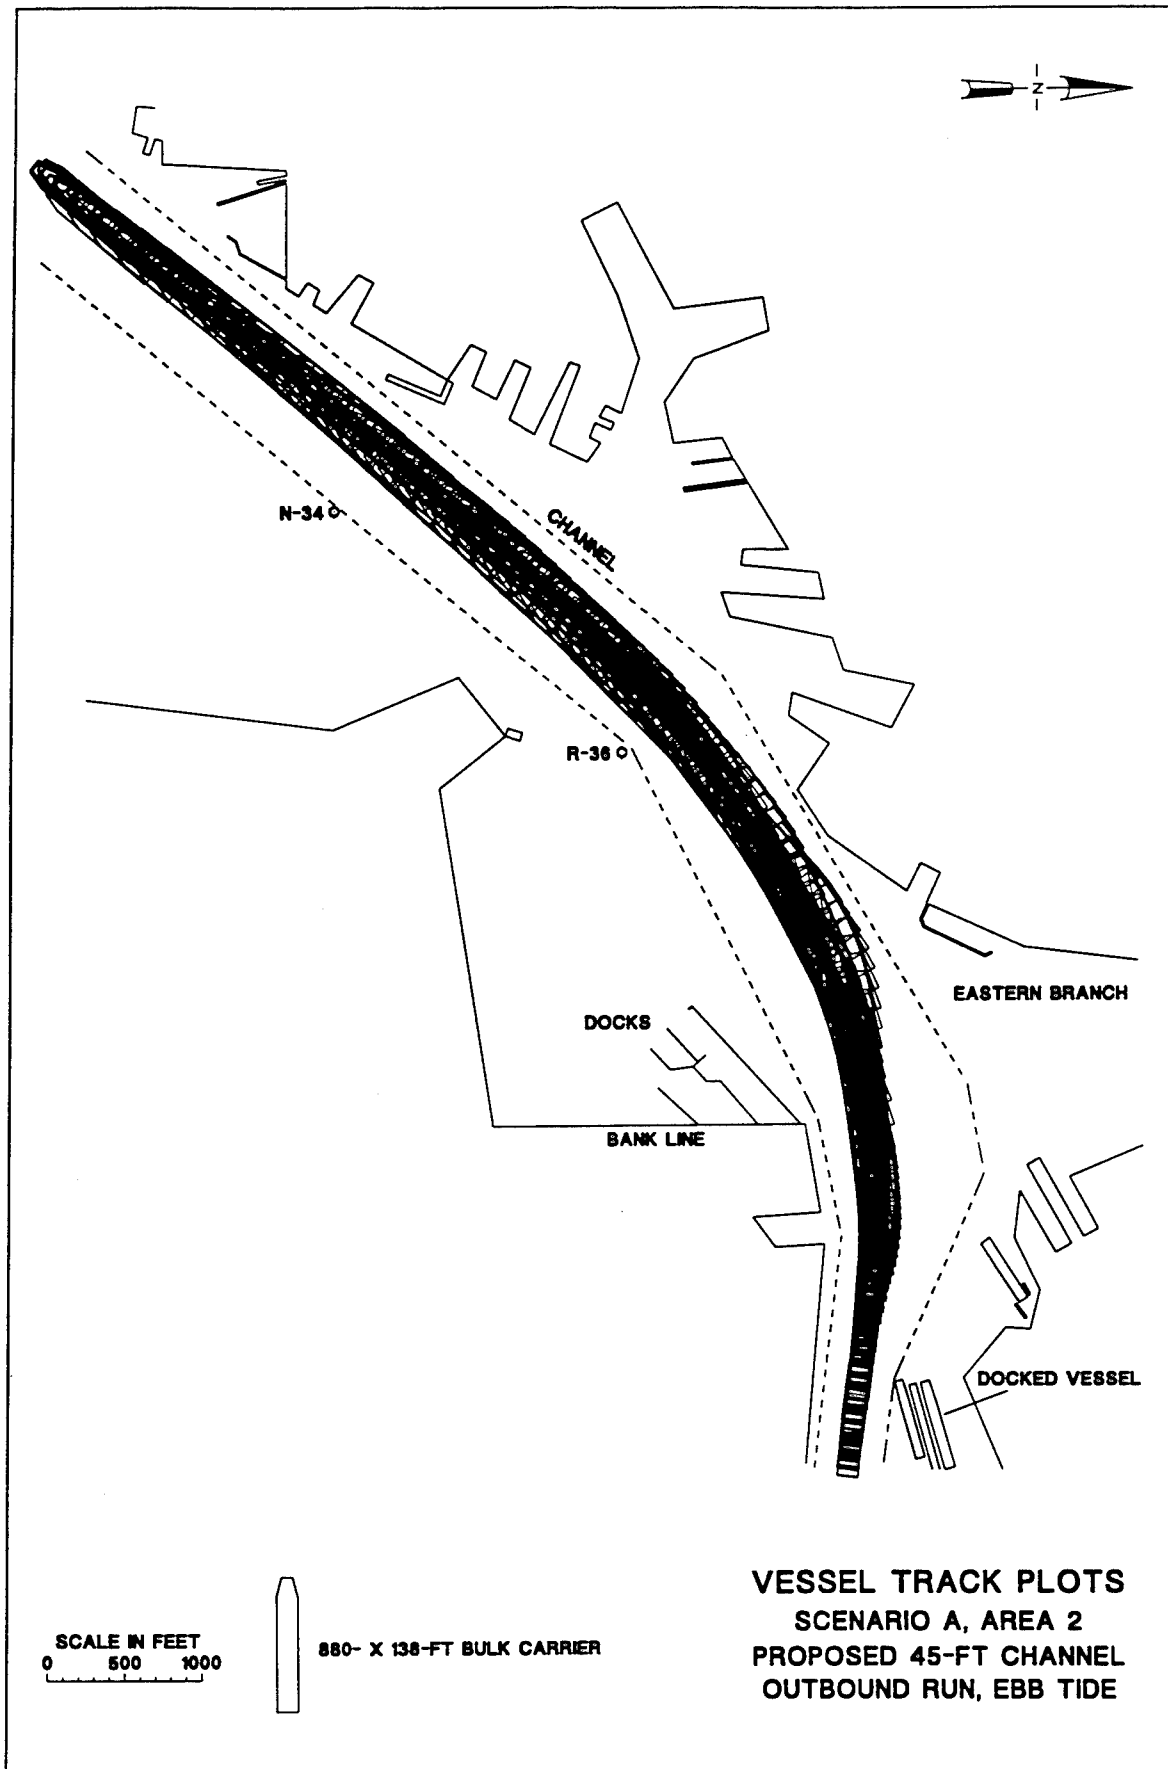 N
N-34
CHANNEL
R-36
EASTERN BRANCH
DOCKS
BANK LINE
DOCKED VESSEL
VESSEL TRACK PLOTS
SCENARIO A, AREA 2
PROPOSED 45-FT CHANNEL
OUTBOUND RUN, EBB TIDE
SCALE IN FEET
0 500 1000
880- X 138-FT BULK CARRIER